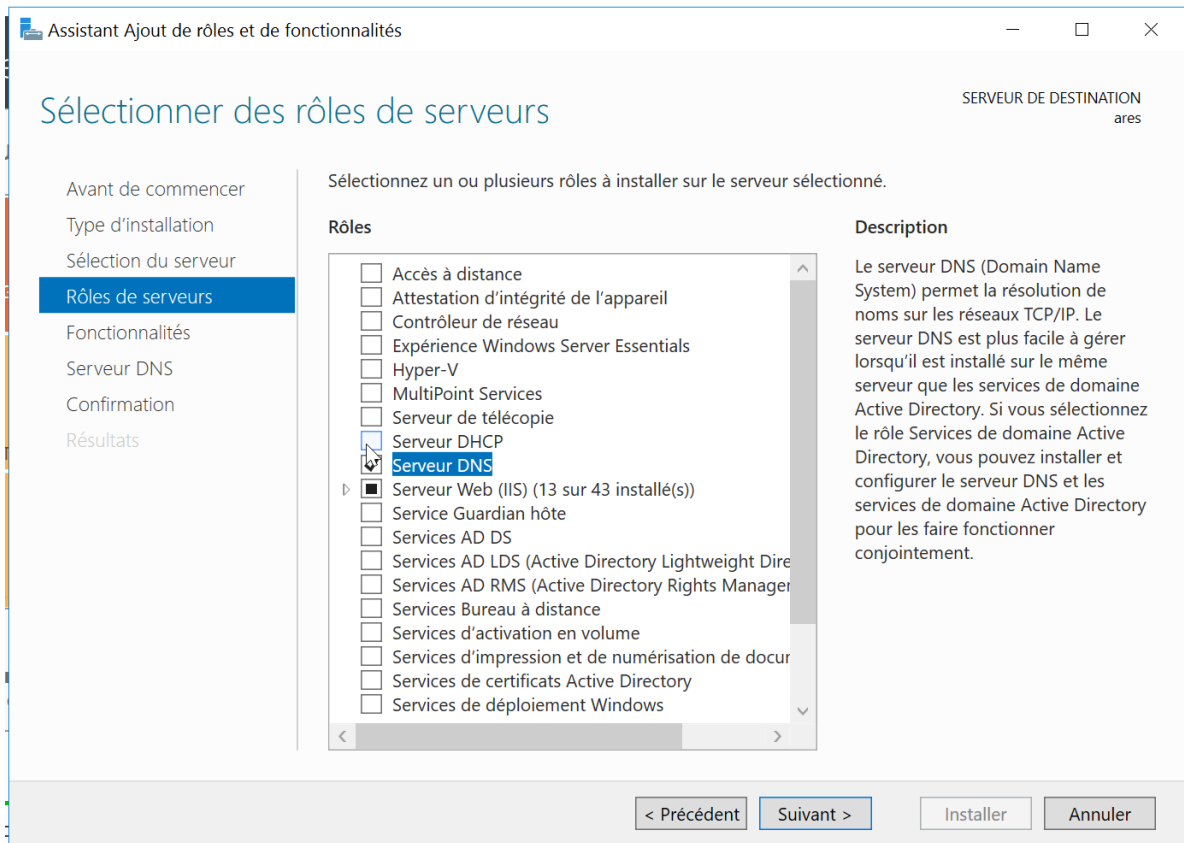 Assistant Ajout de rôles et de fonctionnalités
Sélectionner des rôles de serveurs
SERVEUR DE DESTINATION
ares
Avant de commencer
Type d'installation
Sélection du serveur
Rôles de serveurs
Fonctionnalités
Serveur DNS
Confirmation
Résultats
Sélectionnez un ou plusieurs rôles à installer sur le serveur sélectionné.
Rôles
Accès à distance
Attestation d'intégrité de l'appareil
Contrôleur de réseau
Expérience Windows Server Essentials
Hyper-V
MultiPoint Services
Serveur de télécopie
Serveur DHCP
Serveur DNS
Serveur Web (IIS) (13 sur 43 installé(s))
Service Guardian hôte
Services AD DS
Services AD LDS (Active Directory Lightweight Dire
Services AD RMS (Active Directory Rights Manager
Services Bureau à distance
Services d'activation en volume
Services d'impression et de numérisation de docur
Services de certificats Active Directory
Services de déploiement Windows
Description
Le serveur DNS (Domain Name
System) permet la résolution de
noms sur les réseaux TCP/IP. Le
serveur DNS est plus facile à gérer
lorsqu'il est installé sur le même
serveur que les services de domaine
Active Directory. Si vous sélectionnez
le rôle Services de domaine Active
Directory, vous pouvez installer et
configurer le serveur DNS et les
services de domaine Active Directory
pour les faire fonctionner
conjointement.
< Précédent
Suivant >
Installer
Annuler